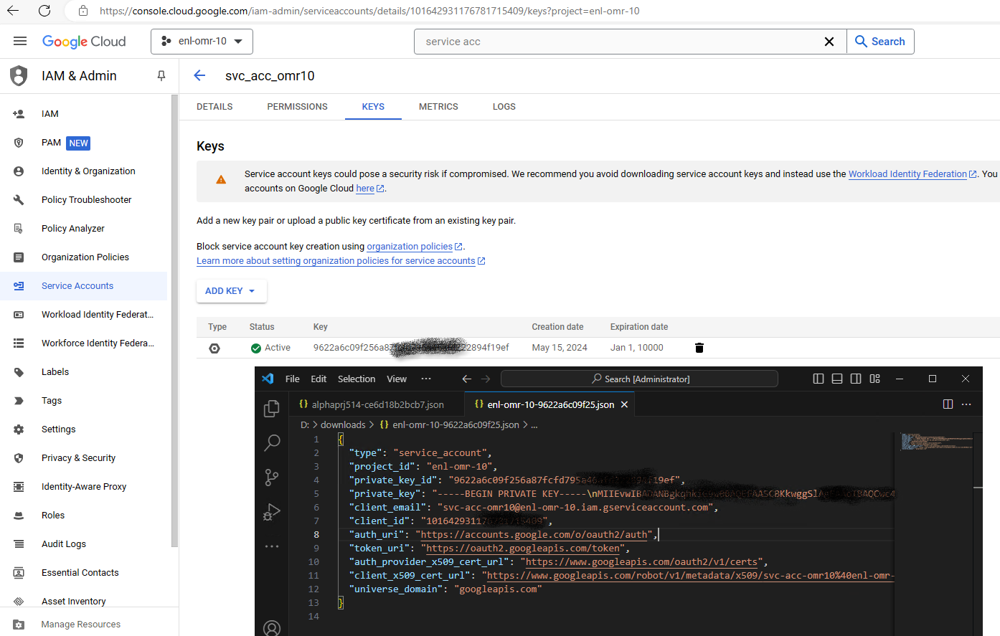 https://console.cloud.google.com/iam-admin/serviceaccounts/details/101642931176781715409/keys?project=enl-omr-10
Google Cloud
enl-omr-10
service acc
Search
IAM & Admin
svc_acc_omr10
DETAILS PERMISSIONS KEYS METRICS LOGS
IAM
PAM NEW
Identity & Organization
Policy Troubleshooter
Policy Analyzer
Organization Policies
Service Accounts
Workload Identity Federat...
Workforce Identity Federa...
Labels
Tags
Settings
Privacy & Security
Identity-Aware Proxy
Roles
Audit Logs
Essential Contacts
Asset Inventory
Manage Resources
Keys
Service account keys could pose a security risk if compromised. We recommend you avoid downloading service account keys and instead use the Workload Identity Federation. You
accounts on Google Cloud here.
Add a new key pair or upload a public key certificate from an existing key pair.
Block service account key creation using organization policies.
Learn more about setting organization policies for service accounts
ADD KEY
Type Status Key Creation date Expiration date
Active 9622a6c09f256a87 2894f19ef May 15, 2024 Jan 1, 10000
File Edit Selection View ··· Search [Administrator]
{} alphaprj514-ce6d18b2bcb7.json {} enl-omr-10-9622a6c09f25.json
D: > downloads > {} enl-omr-10-9622a6c09f25.json > ...
1 {
2 "type": "service_account",
3 "project_id": "enl-omr-10",
4 "private_key_id": "9622a6c09f256a87fcfd795a f19ef",
5 "private_key": "-----BEGIN PRIVATE KEY-----\nMIIEvwIB
6 "client_email": "svc-acc-omr10@enl-omr-10.iam.gserviceaccount.com",
7 "client_id": "10164293117 ",
8 "auth_uri": "https://accounts.google.com/o/oauth2/auth",
9 "token_uri": "https://oauth2.googleapis.com/token",
10 "auth_provider_x509_cert_url": "https://www.googleapis.com/oauth2/v1/certs",
11 "client_x509_cert_url": "https://www.googleapis.com/robot/v1/metadata/x509/svc-acc-omr10%40enl-omr-
12 "universe_domain": "googleapis.com"
13 }
14